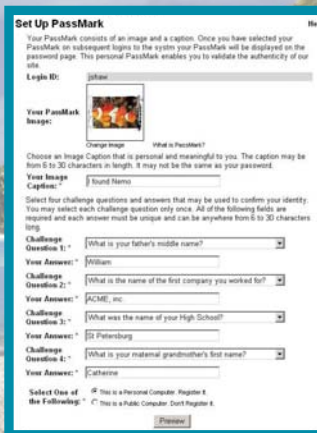 Set Up PassMark
He
Your PassMark consists of an image and a caption. Once you have selected your
PassMark on subsequent logins to the systm your PassMark will be displayed on the
password page. This personal PassMark enables you to validate the authenticity of our
site.
Login ID: jshaw
Your PassMark
Image:
Change Image What is PassMark?
Choose an Image Caption that is personal and meaningful to you. The caption may be
from 6 to 30 characters in length. It may not be the same as your password.
Your Image
Caption: * I found Nemo
Select four challenge questions and answers that may be used to confirm your identity.
You may select each challenge question only once. All of the following fields are
required and each answer must be unique and can be anywhere from 6 to 30 characters
long.
Challenge
Question 1: * What is your father's middle name?
Your Answer: * William
Challenge
Question 2: * What is the name of the first company you worked for?
Your Answer: * ACME, inc
Challenge
Question 3: * What was the name of your High School?
Your Answer: * St Petersburg
Challenge
Question 4: * What is your maternal grandmother's first name?
Your Answer: * Catherine
Select One of
the Following: * This is a Personal Computer. Register it.
This is a Public Computer. Don't Register it.
Preview